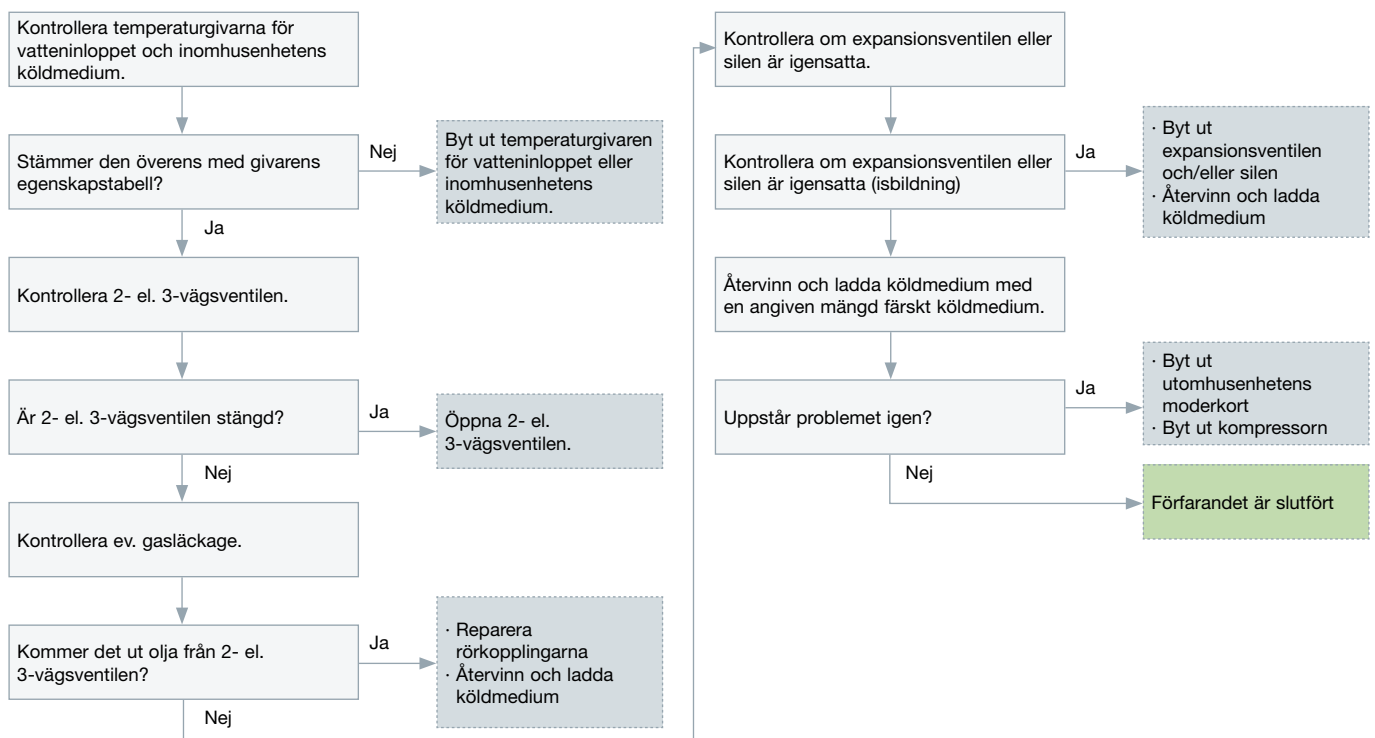 Kontrollera temperaturgivarna för
vatteninloppet och inomhusenhetens
köldmedium.
Stämmer den överens med givarens
egenskapstabell?
Nej
Byt ut temperaturgivaren
för vatteninloppet eller
inomhusenhetens
köldmedium.
Ja
Kontrollera 2- el. 3-vägsventilen.
Är 2- el. 3-vägsventilen stängd?
Ja
Öppna 2- el.
3-vägsventilen.
Nej
Kontrollera ev. gasläckage.
Kommer det ut olja från 2- el.
3-vägsventilen?
Ja
· Reparera
rörkopplingarna
· Återvinn och ladda
köldmedium
Nej
Kontrollera om expansionsventilen eller
silen är igensatta.
Kontrollera om expansionsventilen eller
silen är igensatta (isbildning)
Ja
· Byt ut
expansionsventilen
och/eller silen
· Återvinn och ladda
köldmedium
Återvinn och ladda köldmedium med
en angiven mängd färskt köldmedium.
Uppstår problemet igen?
Ja
· Byt ut
utomhusenhetens
moderkort
· Byt ut kompressorn
Nej
Förfarandet är slutfört